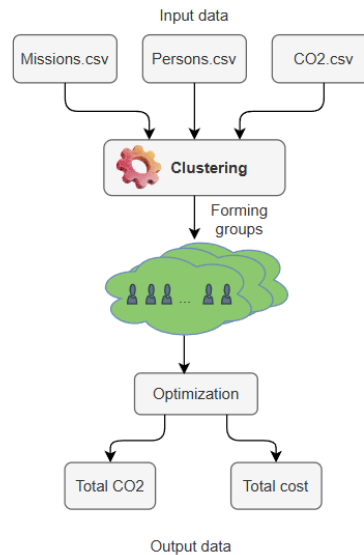 Input data
Missions.csv
Persons.csv
CO2.csv
Clustering
Forming
groups
...
Optimization
Total CO2
Total cost
Output data